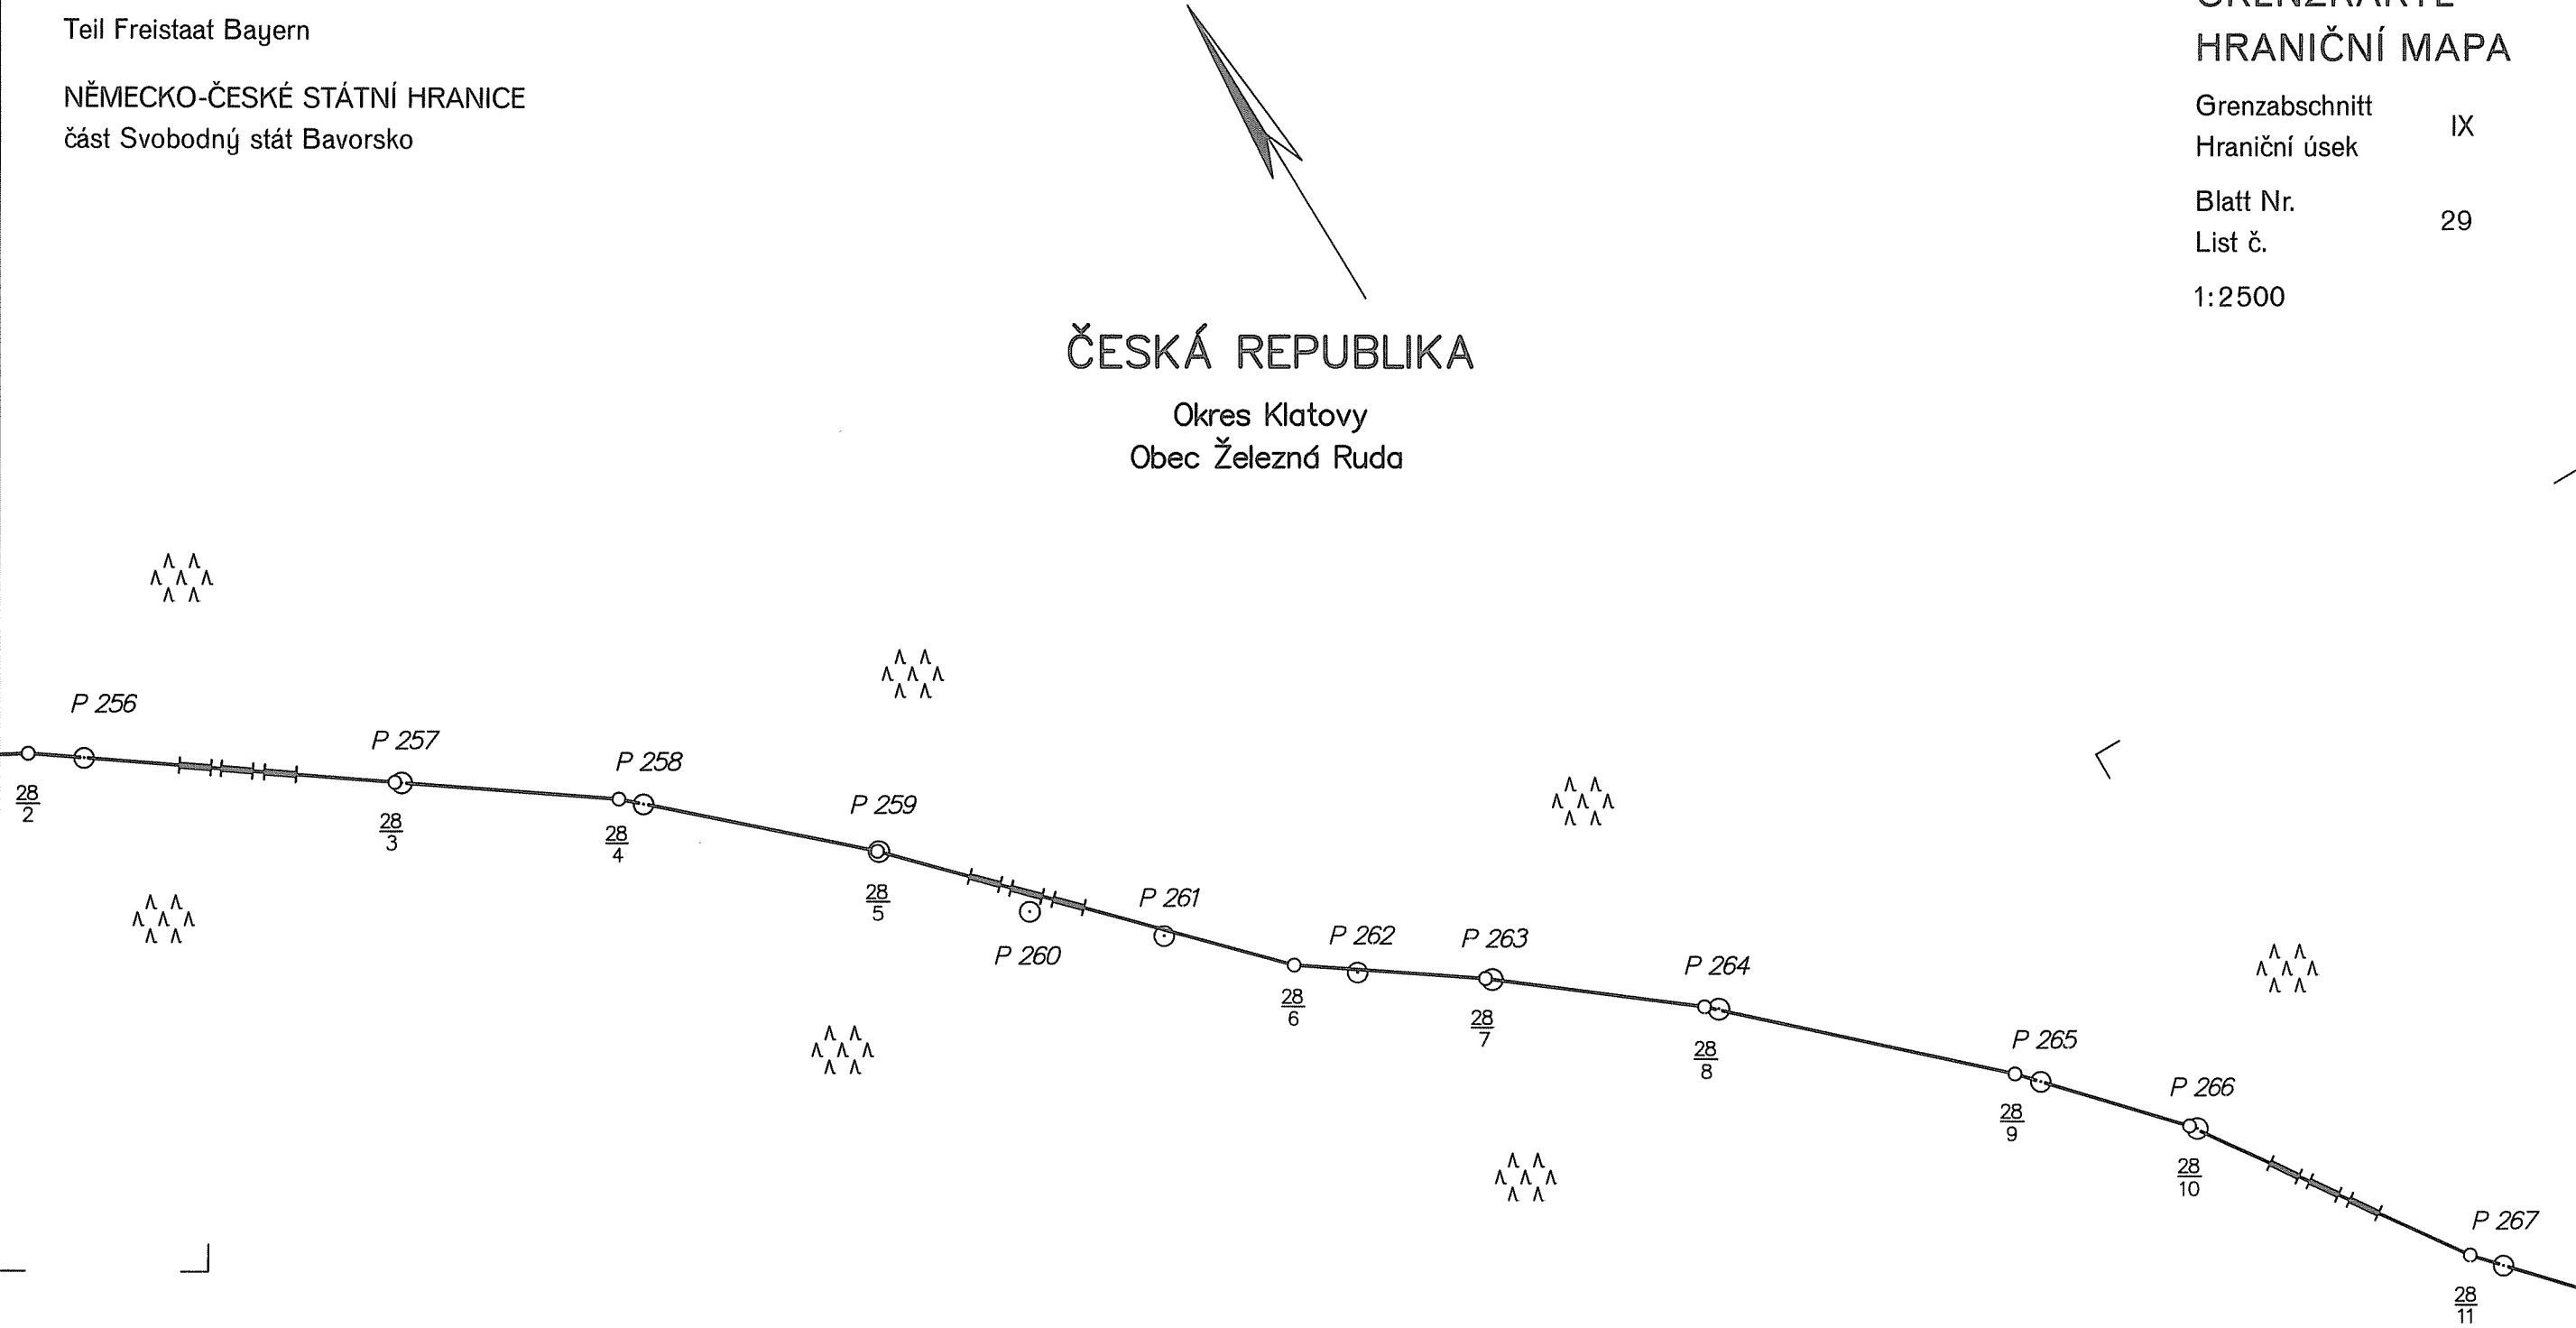 Teil Freistaat Bayern
NĚMECKO-ČESKÉ STÁTNÍ HRANICE
část Svobodný stát Bavorsko
GRENZKARTE
HRANIČNÍ MAPA
Grenzabschnitt
Hraniční úsek
IX
Blatt Nr.
List č.
29
1:2500
ČESKÁ REPUBLIKA
Okres Klatovy
Obec Železná Ruda
P 256
P 257
P 258
P 259
P 260
P 261
P 262
P 263
P 264
P 265
P 266
P 267
28
2
28
3
28
4
28
5
28
6
28
7
28
8
28
9
28
10
28
11